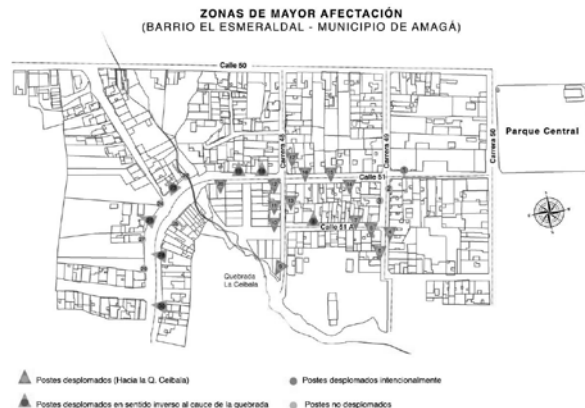 ZONAS DE MAYOR AFECTACIÓN
(BARRIO EL ESMERALDAL - MUNICIPIO DE AMAGÁ)
Calle 50
Parque Central
Carrera 48
Carrera 49
Carrera 50
Calle 51
Calle 51 A
Quebrada
La Ceibala
Postes desplomados (Hacia la Q. Ceibala)
Postes desplomados intencionalmente
Postes desplomados en sentido inverso al cauce de la quebrada
Postes no desplomados